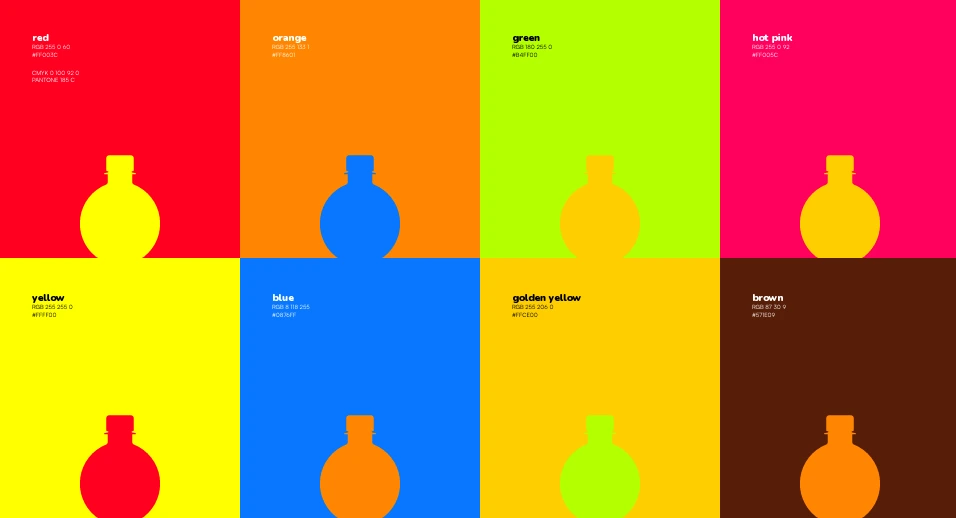 red
RGB 255 0 60
#FF003C
CMYK 0 100 92 0
PANTONE 185 C
orange
RGB 255 133 1
#FF8601
green
RGB 180 255 0
#B4FF00
hot pink
RGB 255 0 92
#FF005C
yellow
RGB 255 255 0
#FFFF00
blue
RGB 8 118 255
#0876FF
golden yellow
RGB 255 206 0
#FFCE00
brown
RGB 87 30 9
#571E09